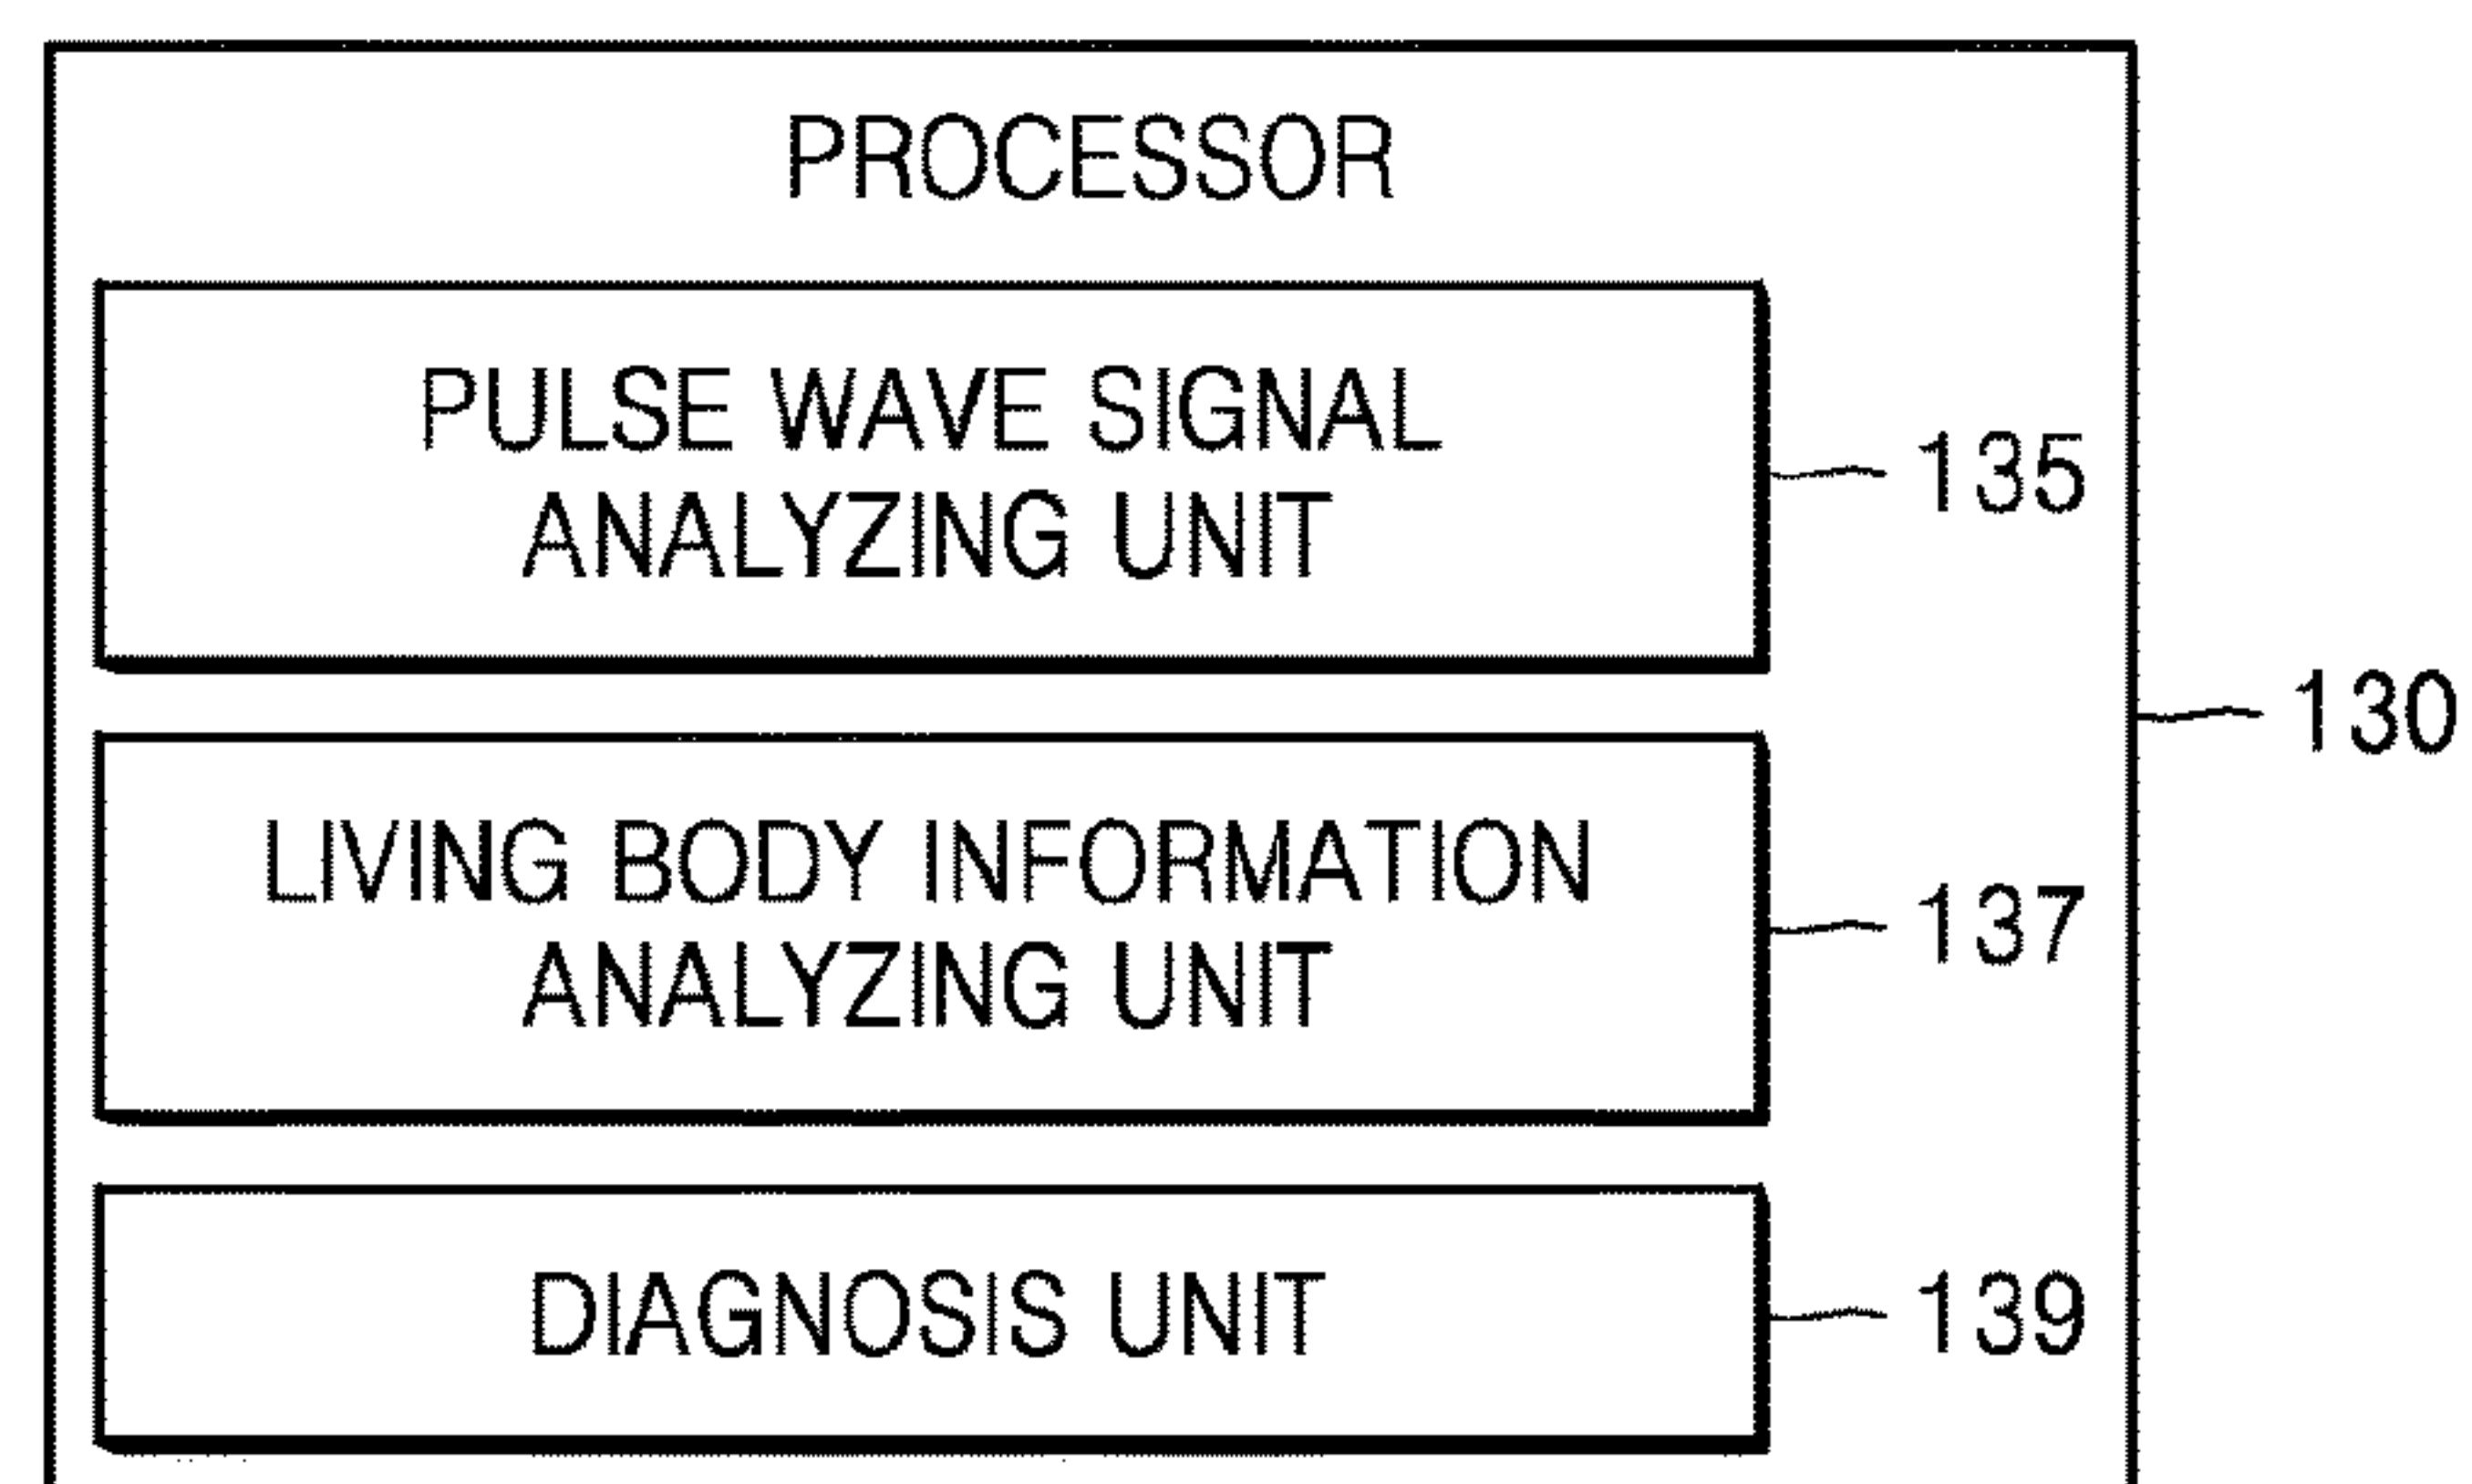 PROCESSOR
PULSE WAVE SIGNAL
ANALYZING UNIT
135
130
LIVING BODY INFORMATION
ANALYZING UNIT
137
DIAGNOSIS UNIT
139